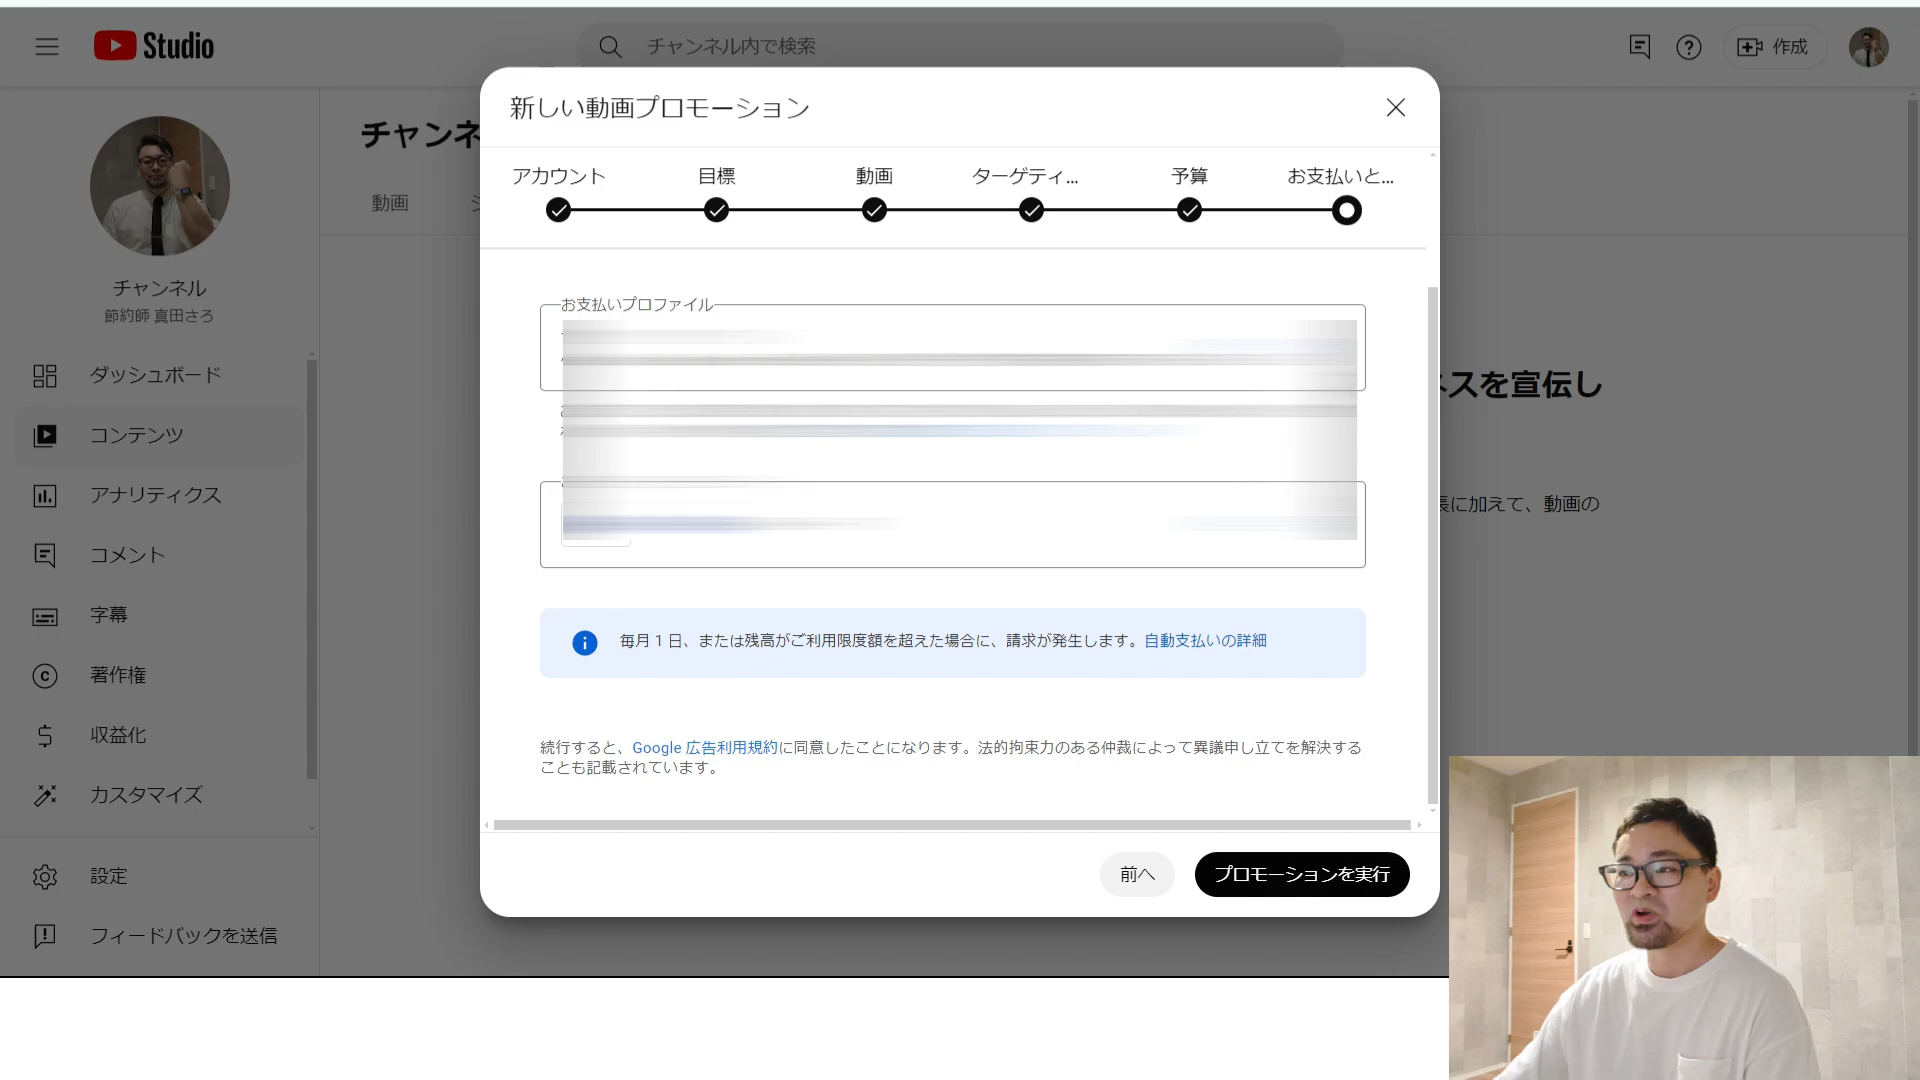 Studio
チャンネル内で検索
作成
チャンネル
節約師 真田さろ
ダッシュボード
コンテンツ
アナリティクス
コメント
字幕
著作権
収益化
カスタマイズ
設定
フィードバックを送信
チャンネ
動画
新しい動画プロモーション
アカウント
目標
動画
ターゲティ...
予算
お支払いと...
お支払いプロファイル
毎月 1 日、または残高がご利用限度額を超えた場合に、請求が発生します。自動支払いの詳細
続行すると、Google 広告利用規約に同意したことになります。法的拘束力のある仲裁によって異議申し立てを解決する
ことも記載されています。
前へ
プロモーションを実行
スを宣伝し
長に加えて、動画の